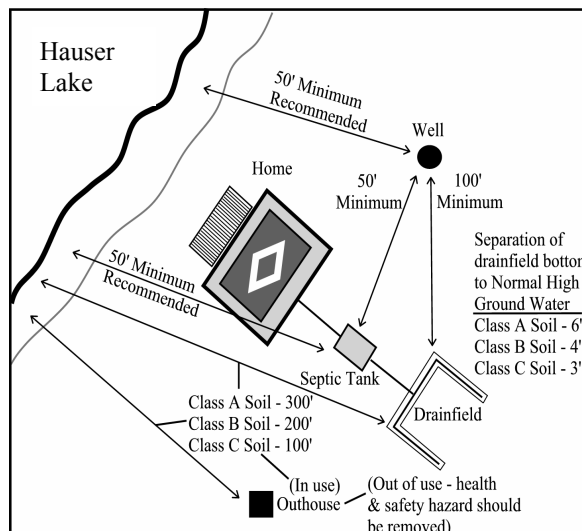 Hauser
Lake
50' Minimum
Recommended
Well
Home
50'
Minimum
100'
Minimum
Separation of
drainfield bottom
to Normal High
Ground Water
Class A Soil - 6'
Class B Soil - 4'
Class C Soil - 3'
50' Minimum
Recommended
Septic Tank
Drainfield
Class A Soil - 300'
Class B Soil - 200'
Class C Soil - 100'
(In use)
Outhouse
(Out of use - health
& safety hazard should
be removed)